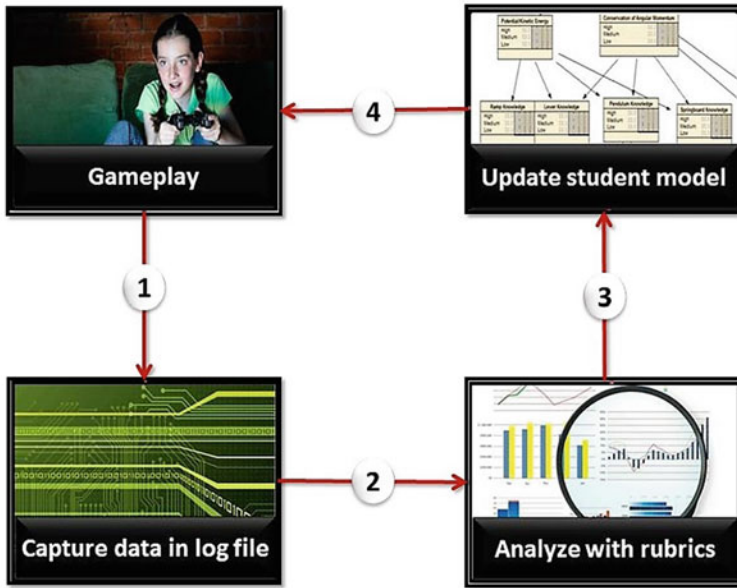 Potential/Kinetic Energy
High
Medium
Low
Conservation of Angular Momentum
High
Medium
Low
Ramp Knowledge
High
Medium
Low
Lever Knowledge
High
Medium
Low
Pendulum Knowledge
High
Medium
Low
Springboard Knowledge
High
Medium
Low
4
Gameplay
Update student model
1
3
2
Capture data in log file
Analyze with rubrics